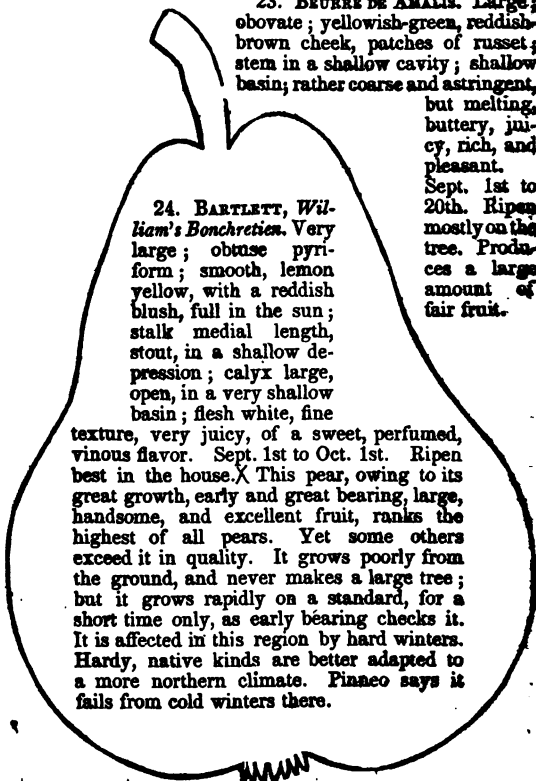 23. BEURRE DE AMALIS. Large;
obovate; yellowish-green, reddish-
brown cheek, patches of russet;
stem in a shallow cavity; shallow
basin; rather coarse and astringent,
but melting,
buttery, jui-
cy, rich, and
pleasant.
Sept. 1st to
20th. Ripen
mostly on the
tree. Produ-
ces a large
amount of
fair fruit.
24. BARTLETT, Wil-
liam's Bonchretien. Very
large; obtuse pyri-
form; smooth, lemon
yellow, with a reddish
blush, full in the sun;
stalk medial length,
stout, in a shallow de-
pression; calyx large,
open, in a very shallow
basin; flesh white, fine
texture, very juicy, of a sweet, perfumed,
vinous flavor. Sept. 1st to Oct. 1st. Ripen
best in the house.X This pear, owing to its
great growth, early and great bearing, large,
handsome, and excellent fruit, ranks the
highest of all pears. Yet some others
exceed it in quality. It grows poorly from
the ground, and never makes a large tree;
but it grows rapidly on a standard, for a
short time only, as early bearing checks it.
It is affected in this region by hard winters.
Hardy, native kinds are better adapted to
a more northern climate. Pinneo says it
fails from cold winters there.